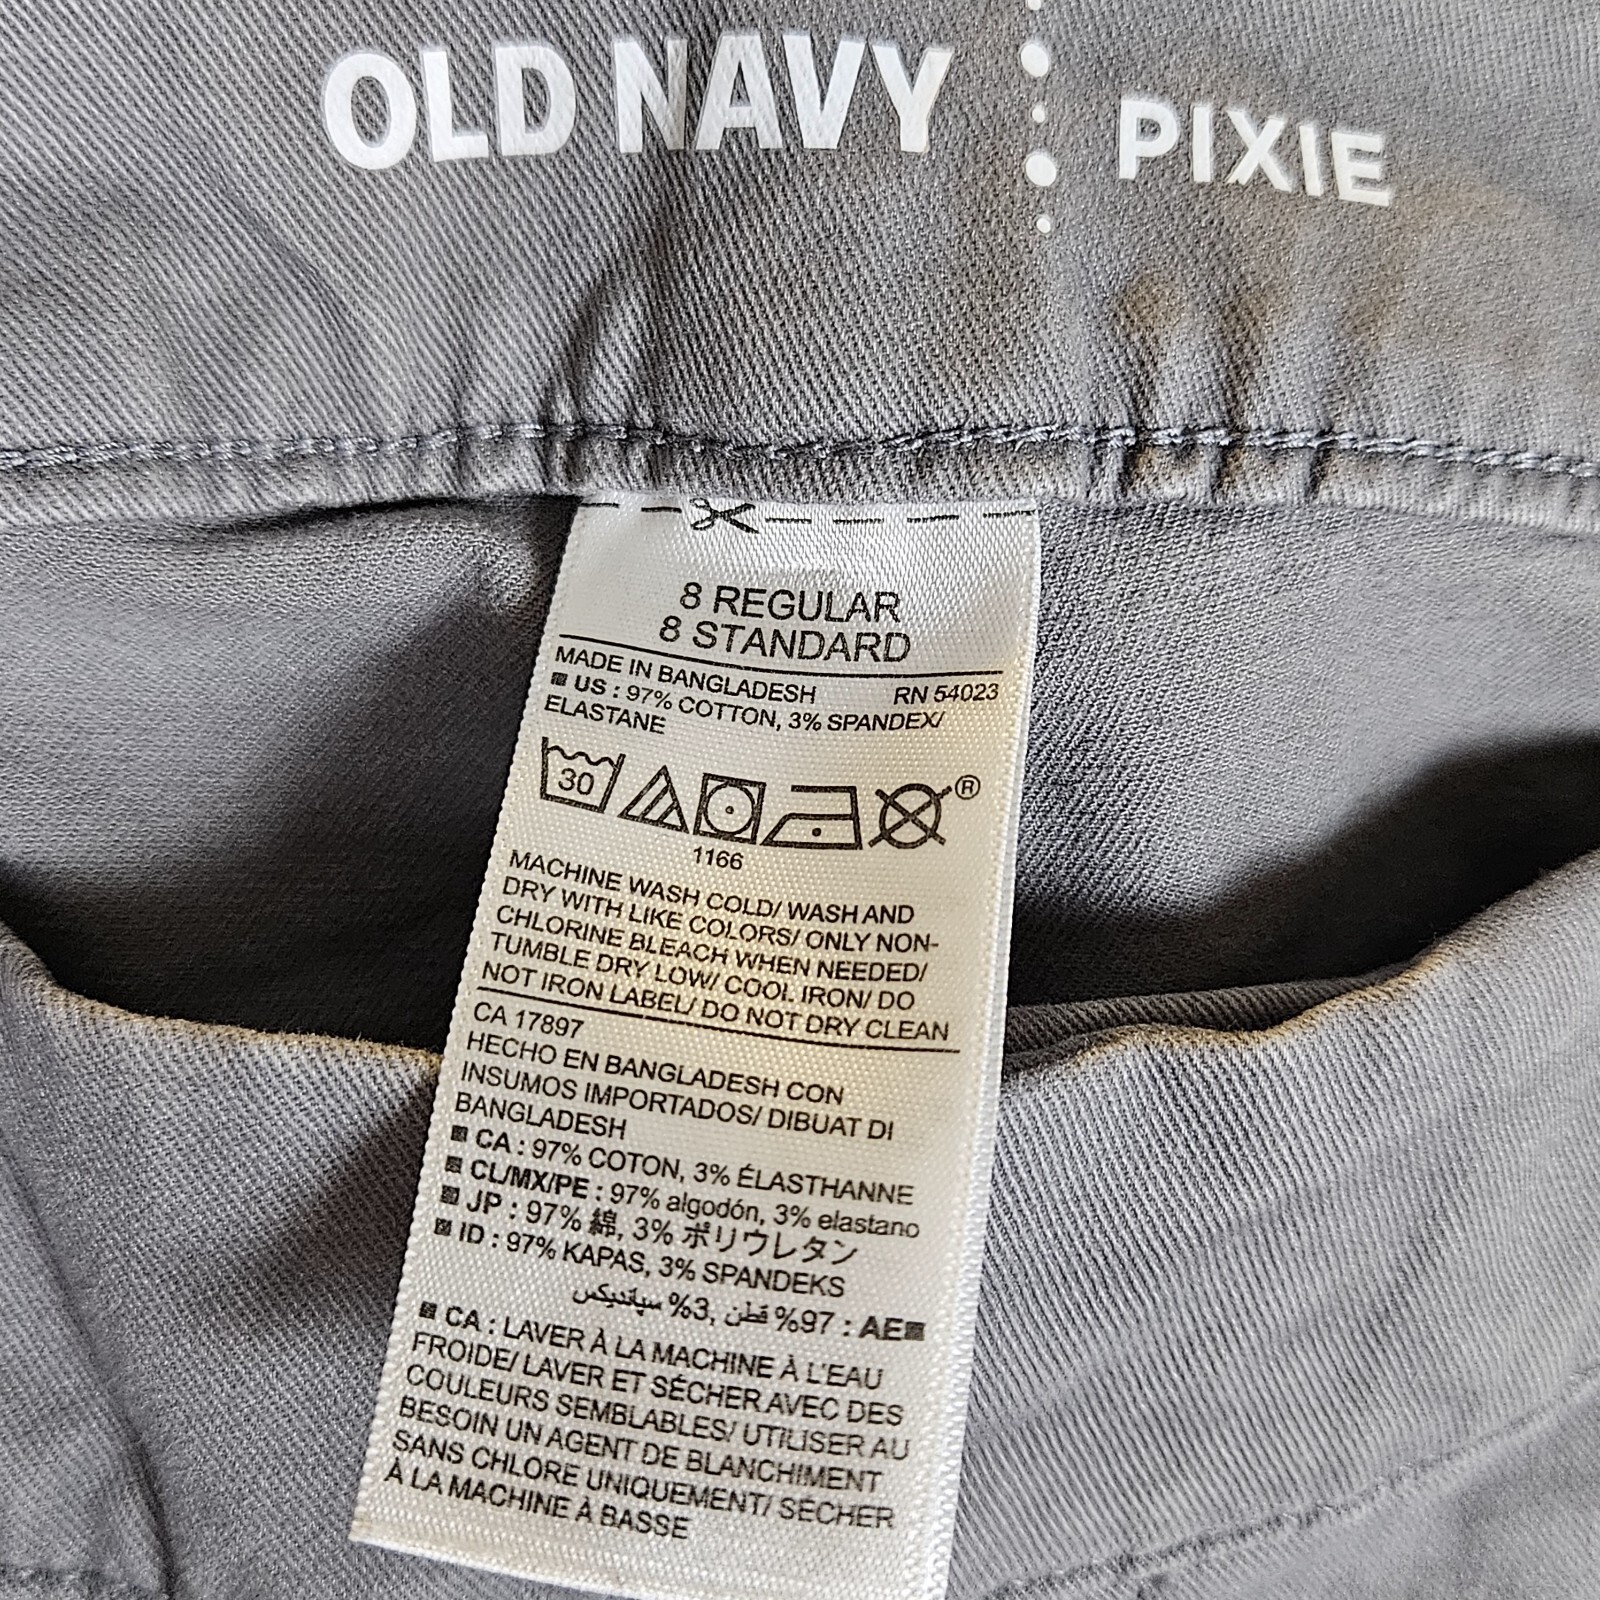 OLD NAVY PIXIE
8 REGULAR
8 STANDARD
MADE IN BANGLADESH RN 54023
US : 97% COTTON, 3% SPANDEX/
ELASTANE
30 ®
1166
MACHINE WASH COLD/ WASH AND
DRY WITH LIKE COLORS/ ONLY NON-
CHLORINE BLEACH WHEN NEEDED/
TUMBLE DRY LOW/ COOL IRON/ DO
NOT IRON LABEL/ DO NOT DRY CLEAN
CA 17897
HECHO EN BANGLADESH CON
INSUMOS IMPORTADOS/ DIBUAT DI
BANGLADESH
CA : 97% COTON, 3% ÉLASTHANNE
CL/MX/PE : 97% algodón, 3% elastano
JP : 97% 綿, 3% ポリウレタン
ID : 97% KAPAS, 3% SPANDEKS
AE : 97% قطن, 3% سباندكس
CA : LAVER À LA MACHINE À L'EAU
FROIDE/ LAVER ET SÉCHER AVEC DES
COULEURS SEMBLABLES/ UTILISER AU
BESOIN UN AGENT DE BLANCHIMENT
SANS CHLORE UNIQUEMENT/ SÉCHER
À LA MACHINE À BASSE